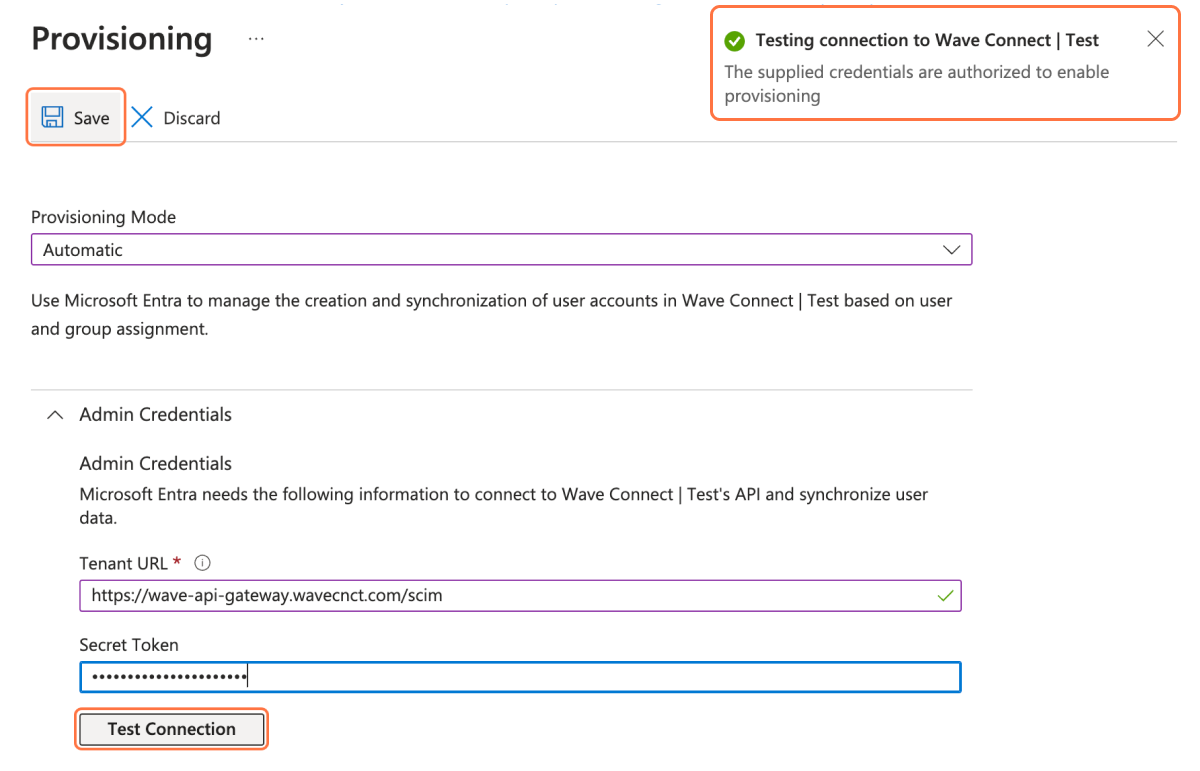 Provisioning ...
Testing connection to Wave Connect | Test
The supplied credentials are authorized to enable
provisioning
Save
Discard
Provisioning Mode
Automatic
Use Microsoft Entra to manage the creation and synchronization of user accounts in Wave Connect | Test based on user
and group assignment.
Admin Credentials
Admin Credentials
Microsoft Entra needs the following information to connect to Wave Connect | Test's API and synchronize user
data.
Tenant URL *
https://wave-api-gateway.wavecnct.com/scim
Secret Token
••••••••••••••••••••••
Test Connection